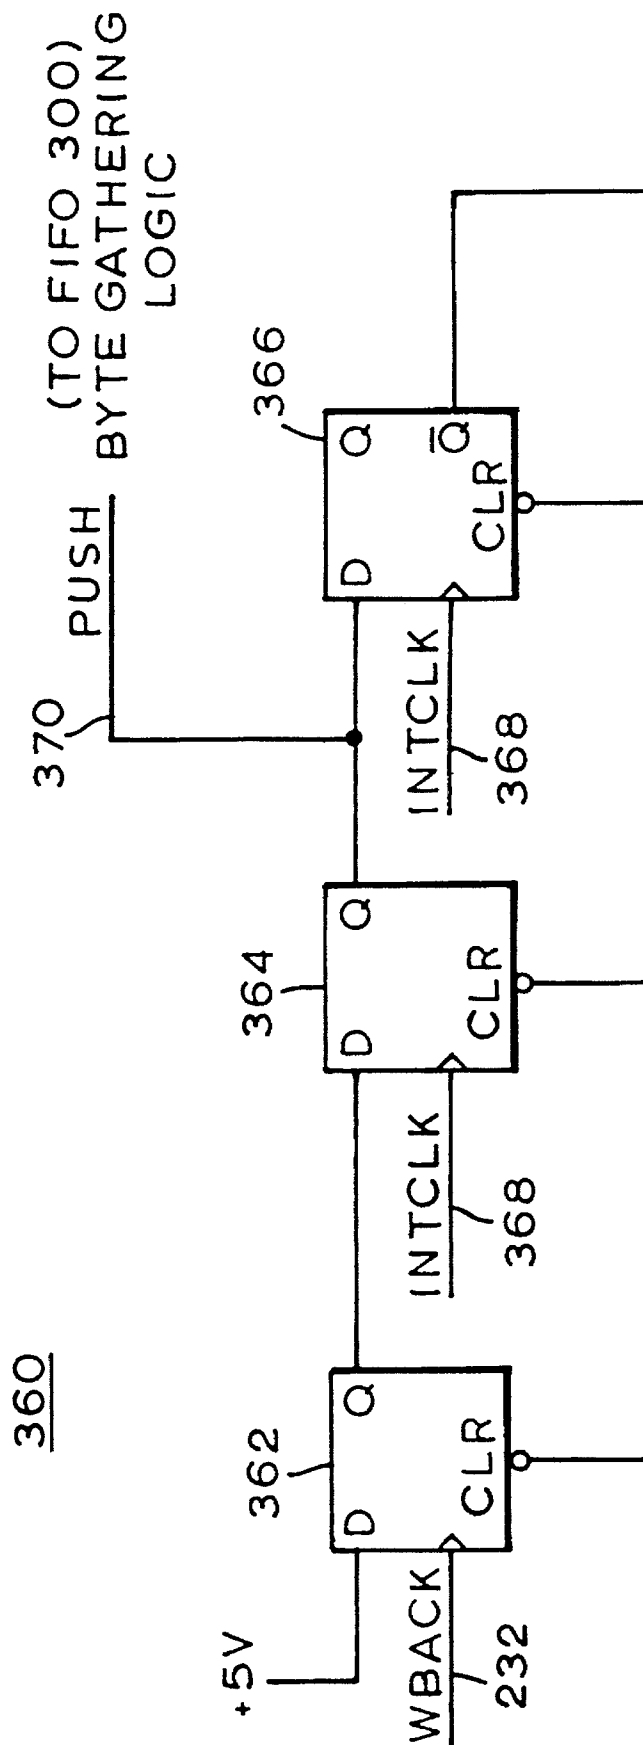 360
(TO FIFO 300)
PUSH BYTE GATHERING
LOGIC
370
362
364
366
+5V
D Q
D Q
D Q
Q̅
WBACK
INTCLK
INTCLK
CLR
CLR
CLR
232
368
368